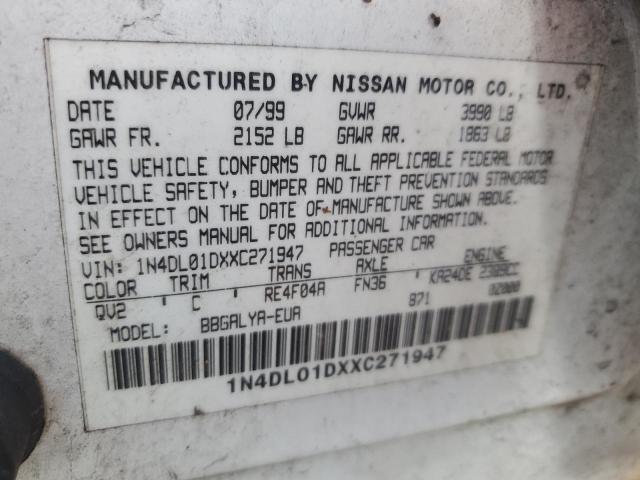 MANUFACTURED BY NISSAN MOTOR CO., LTD.
DATE 07/99 GVWR 3990 LB
GAWR FR. 2152 LB GAWR RR. 1863 LB
THIS VEHICLE CONFORMS TO ALL APPLICABLE FEDERAL MOTOR
VEHICLE SAFETY, BUMPER AND THEFT PREVENTION STANDARDS
IN EFFECT ON THE DATE OF MANUFACTURE SHOWN ABOVE.
SEE OWNERS MANUAL FOR ADDITIONAL INFORMATION.
VIN: 1N4DL01DXXC271947 PASSENGER CAR
COLOR TRIM TRANS AXLE ENGINE
QV2 C RE4F04A FN36 KA24DE 2389CC
871 02000
MODEL: BBGALYA-EUA
1N4DL01DXXC271947